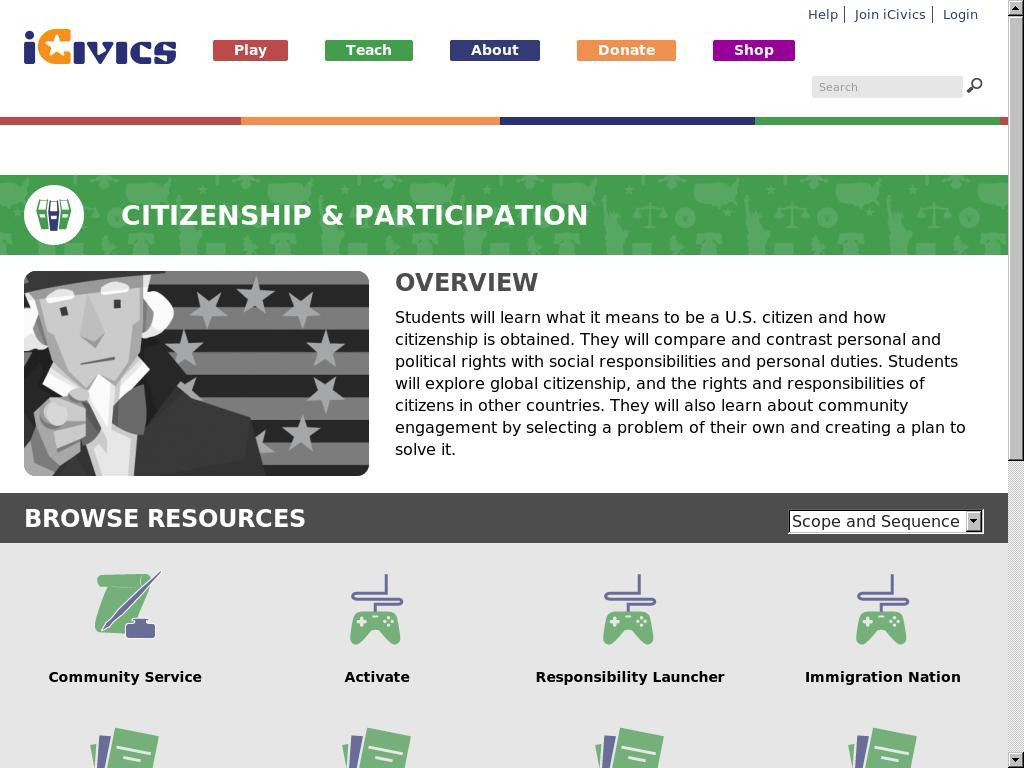 Help Join iCivics Login
iCivics
Play Teach About Donate Shop
Search
CITIZENSHIP & PARTICIPATION
OVERVIEW
Students will learn what it means to be a U.S. citizen and how
citizenship is obtained. They will compare and contrast personal and
political rights with social responsibilities and personal duties. Students
will explore global citizenship, and the rights and responsibilities of
citizens in other countries. They will also learn about community
engagement by selecting a problem of their own and creating a plan to
solve it.
BROWSE RESOURCES
Scope and Sequence
Community Service
Activate
Responsibility Launcher
Immigration Nation